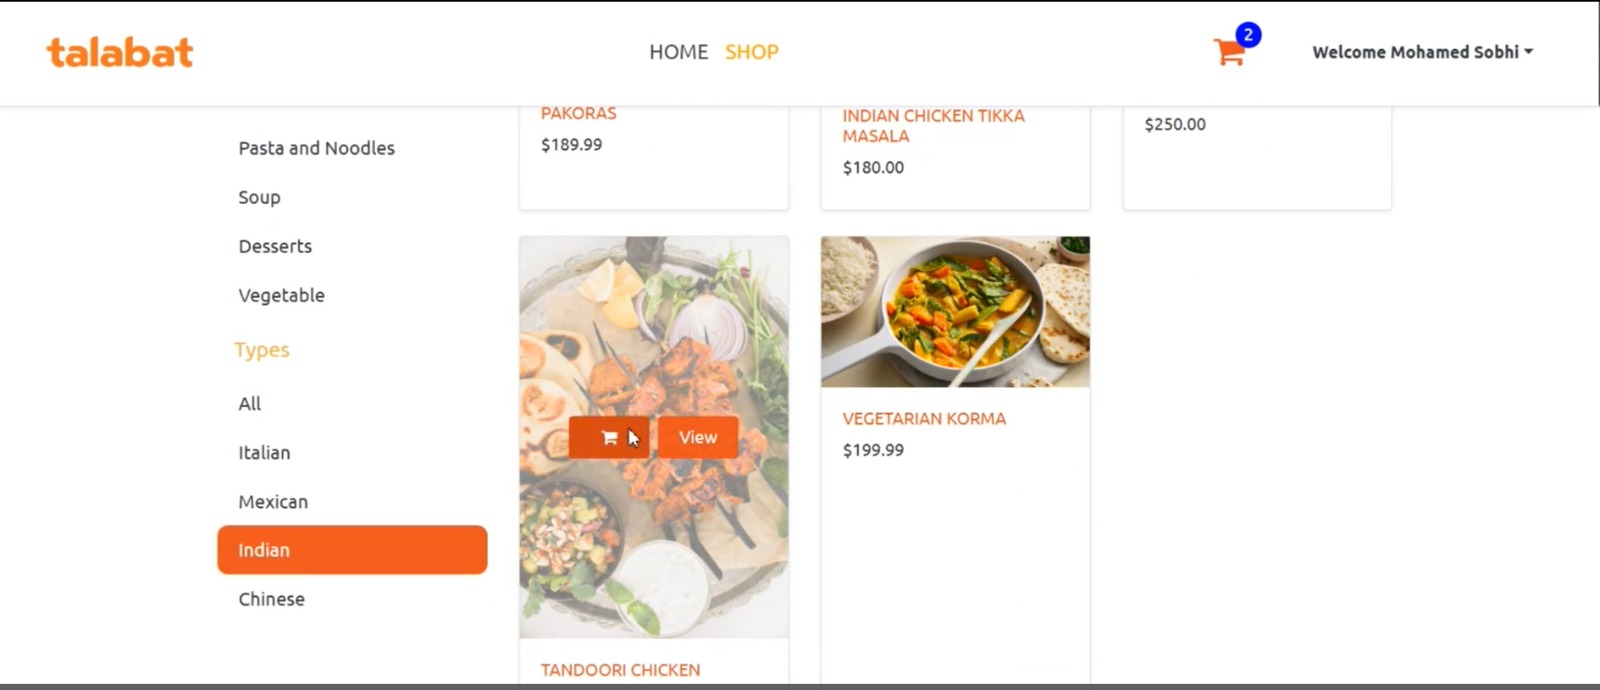 talabat
HOME SHOP
2
Welcome Mohamed Sobhi
Pasta and Noodles
Soup
Desserts
Vegetable
Types
All
Italian
Mexican
Indian
Chinese
PAKORAS
$189.99
INDIAN CHICKEN TIKKA
MASALA
$180.00
$250.00
View
TANDOORI CHICKEN
VEGETARIAN KORMA
$199.99